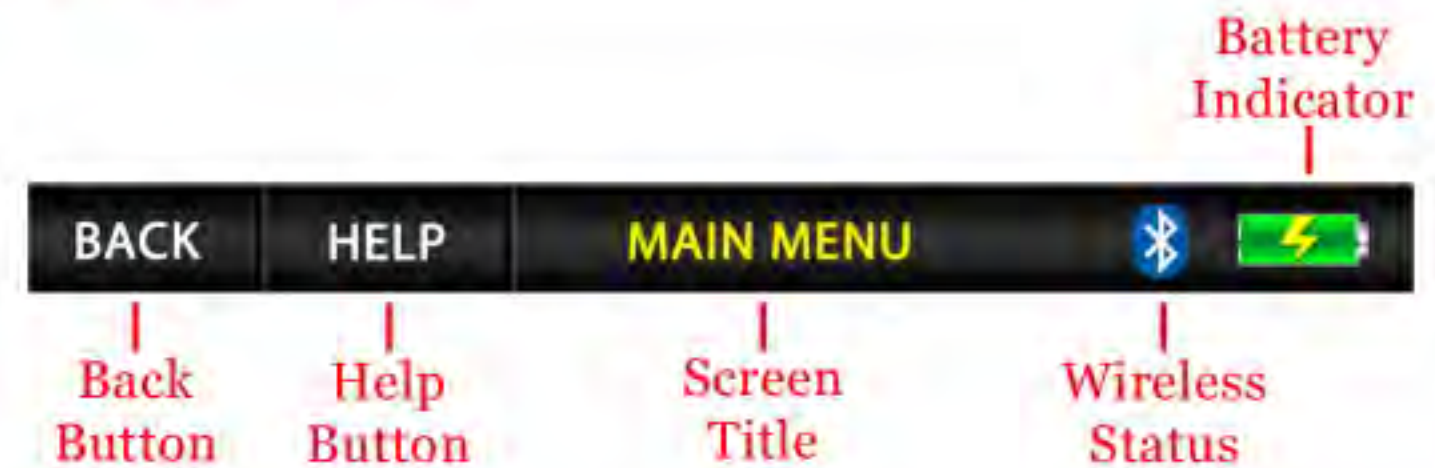 Battery
Indicator
BACK HELP MAIN MENU
Back Help Screen Wireless
Button Button Title Status